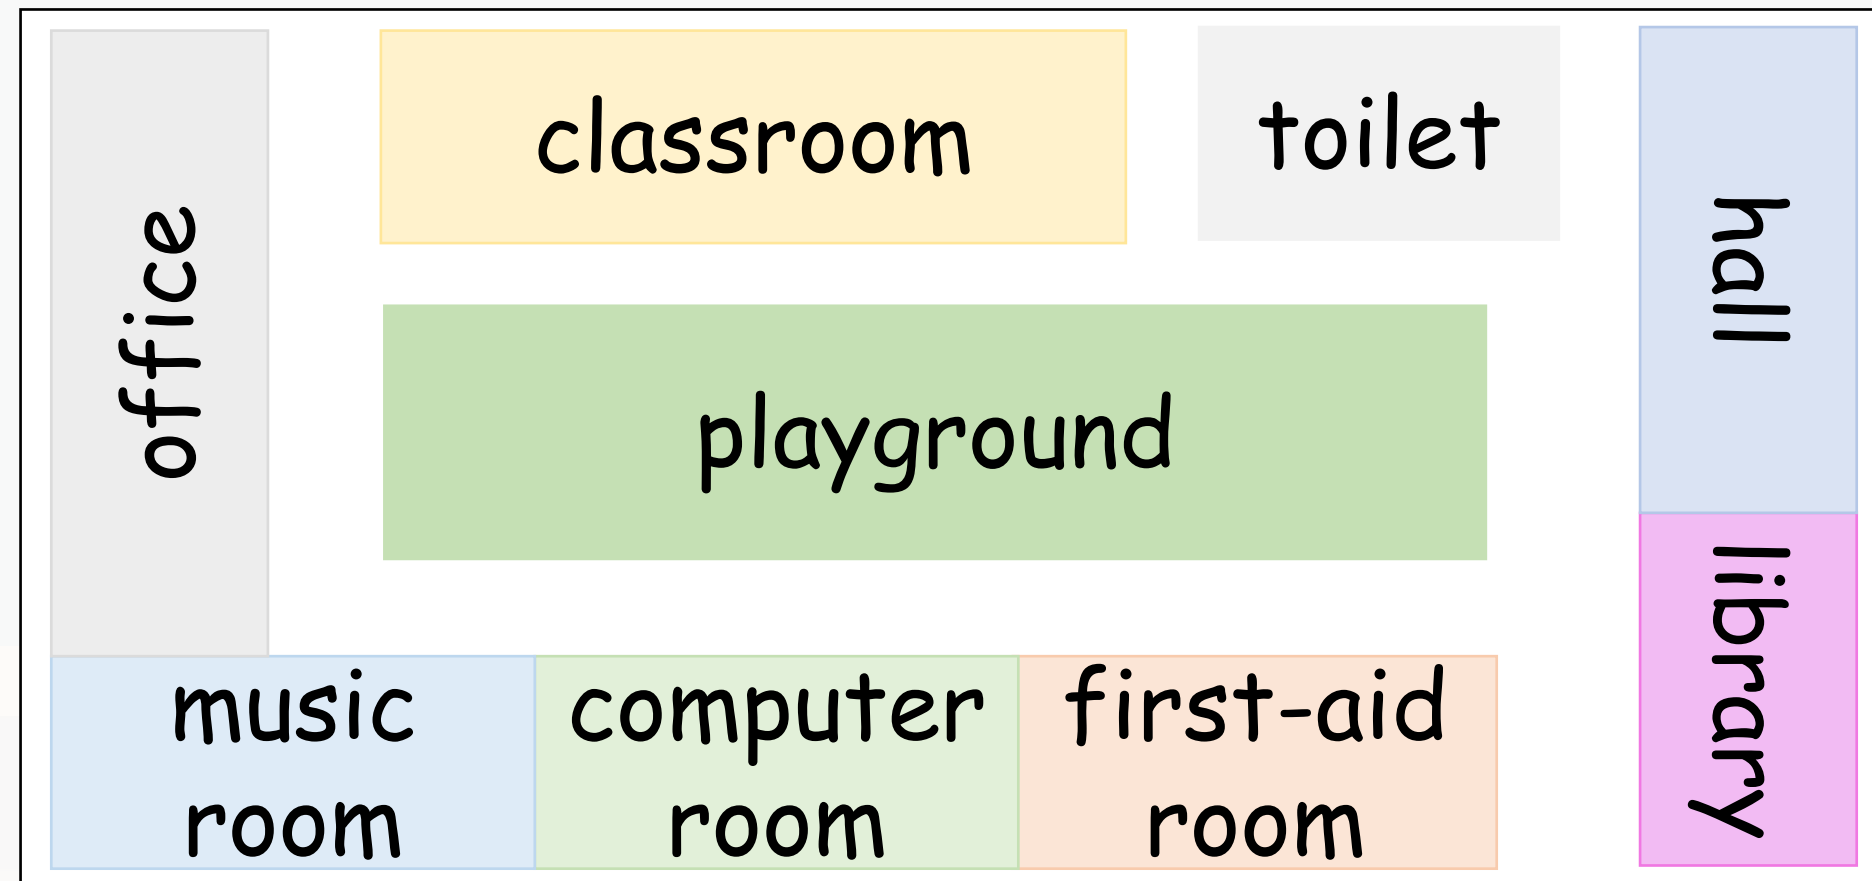 office
classroom
toilet
hall
playground
library
music
room
computer
room
first-aid
room